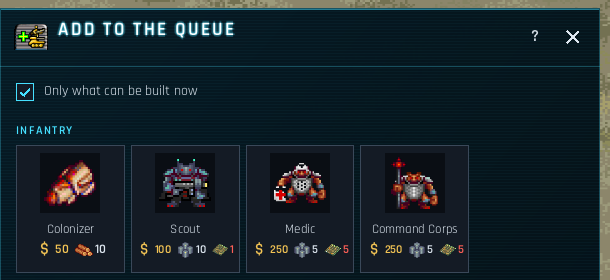 ADD TO THE QUEUE
?
Only what can be built now
INFANTRY
Colonizer
$ 50 10
Scout
$ 100 10 1
Medic
$ 250 5 5
Command Corps
$ 250 5 5